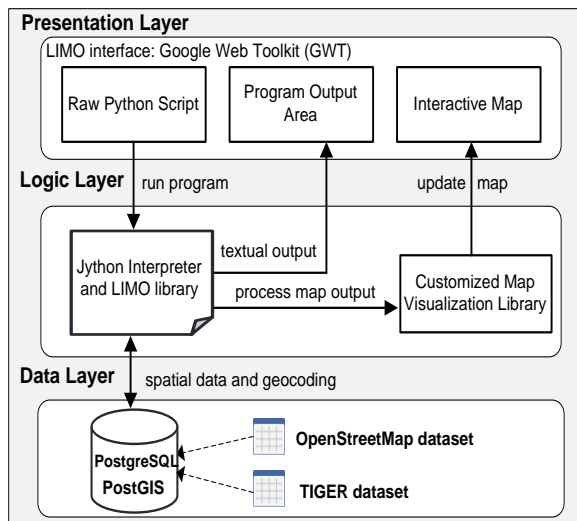 Presentation Layer
LIMO interface: Google Web Toolkit (GWT)
Raw Python Script
Program Output
Area
Interactive Map
Logic Layer
run program
update map
Jython Interpreter
and LIMO library
textual output
process map output
Customized Map
Visualization Library
Data Layer
spatial data and geocoding
PostgreSQL
PostGIS
OpenStreetMap dataset
TIGER dataset